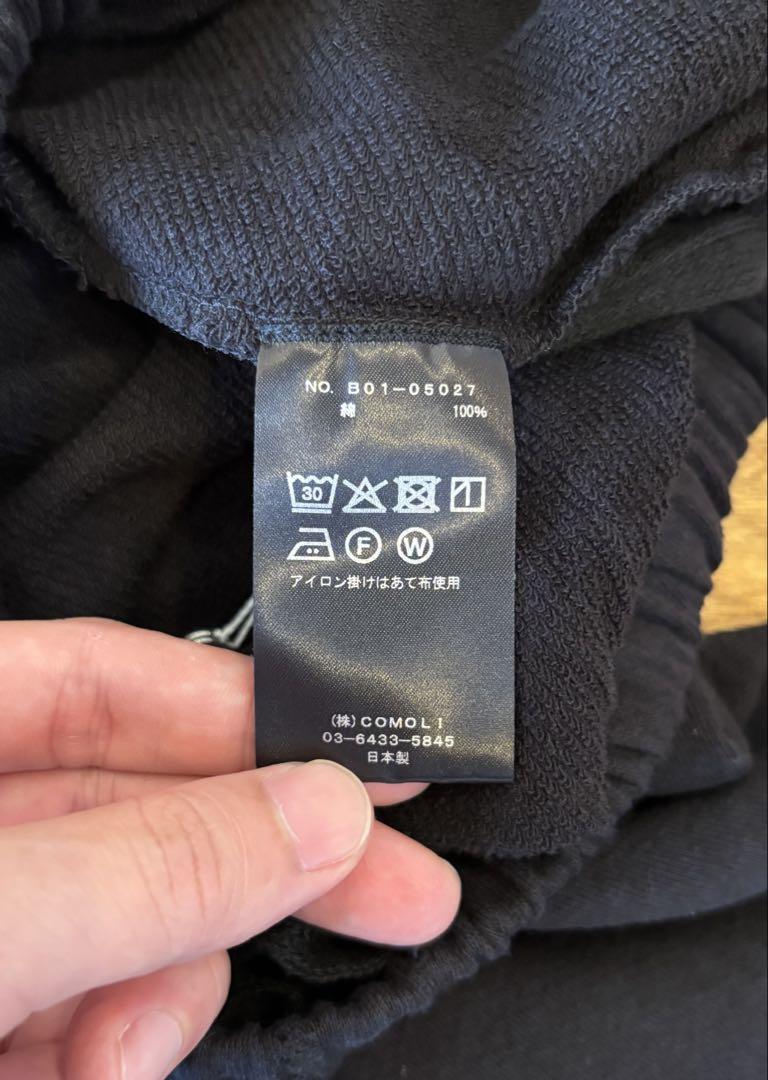 NO. B01-05027
綿 100%
30
F W
アイロン掛けはあて布使用
(株)COMOLI
03-6433-5845
日本製